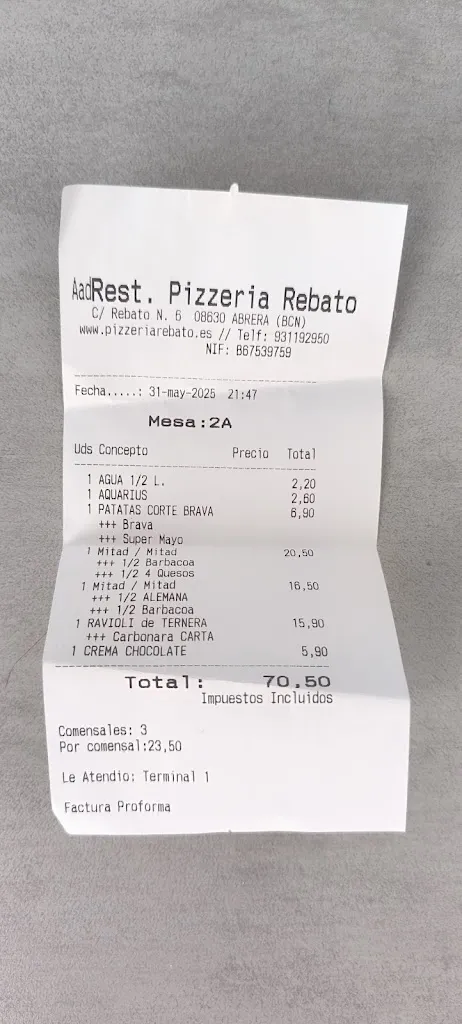 AadRest. Pizzeria Rebato
C/ Rebato N. 6 08630 ABRERA (BCN)
www.pizzeriarebato.es // Telf: 931192950
NIF: B67539759
Fecha.....: 31-may-2025 21:47
Mesa:2A
Uds Concepto Precio Total
1 AGUA 1/2 L. 2,20
1 AQUARIUS 2,60
1 PATATAS CORTE BRAVA 6,90
+++ Brava
+++ Super Mayo
1 Mitad / Mitad 20,50
+++ 1/2 Barbacoa
+++ 1/2 4 Quesos
1 Mitad / Mitad 16,50
+++ 1/2 ALEMANA
+++ 1/2 Barbacoa
1 RAVIOLI de TERNERA 15,90
+++ Carbonara CARTA
1 CREMA CHOCOLATE 5,90
Total: 70,50
Impuestos Incluidos
Comensales: 3
Por comensal:23,50
Le Atendio: Terminal 1
Factura Proforma